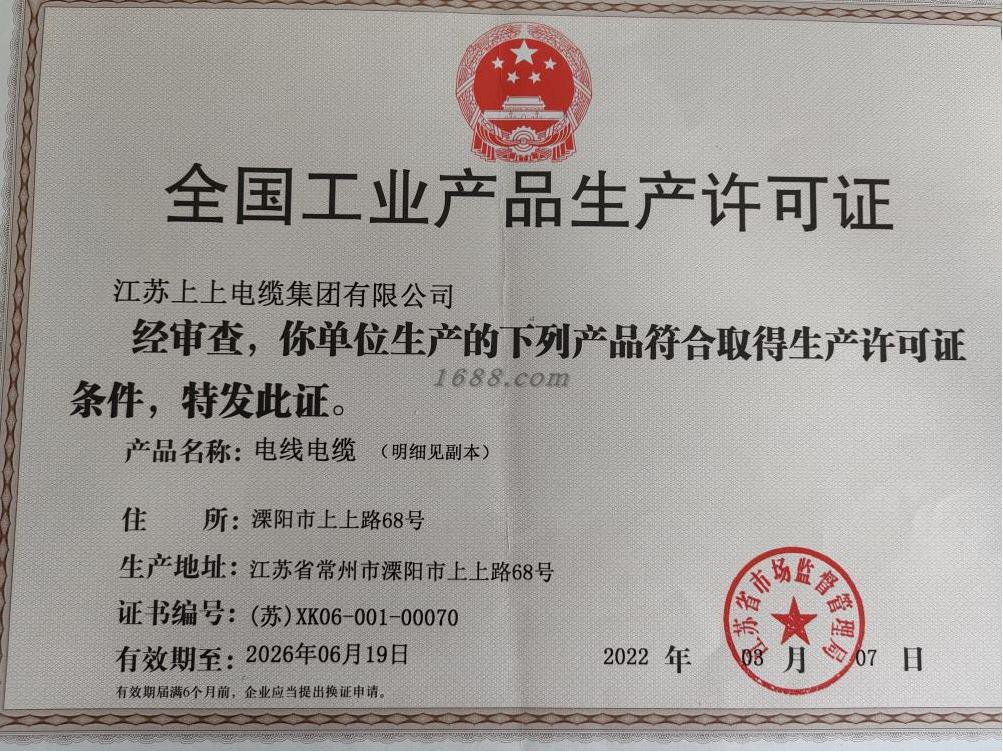 全国工业产品生产许可证
江苏上上电缆集团有限公司
经审查，你单位生产的下列产品符合取得生产许可证
条件，特发此证。
1688.com
产品名称：电线电缆 （明细见副本）
住 所：溧阳市上上路68号
生产地址：江苏省常州市溧阳市上上路68号
证书编号：(苏)XK06-001-00070
有效期至：2026年06月19日
江苏省市场监督管理局
2022 年 03 月 07 日
有效期届满6个月前，企业应当提出换证申请。